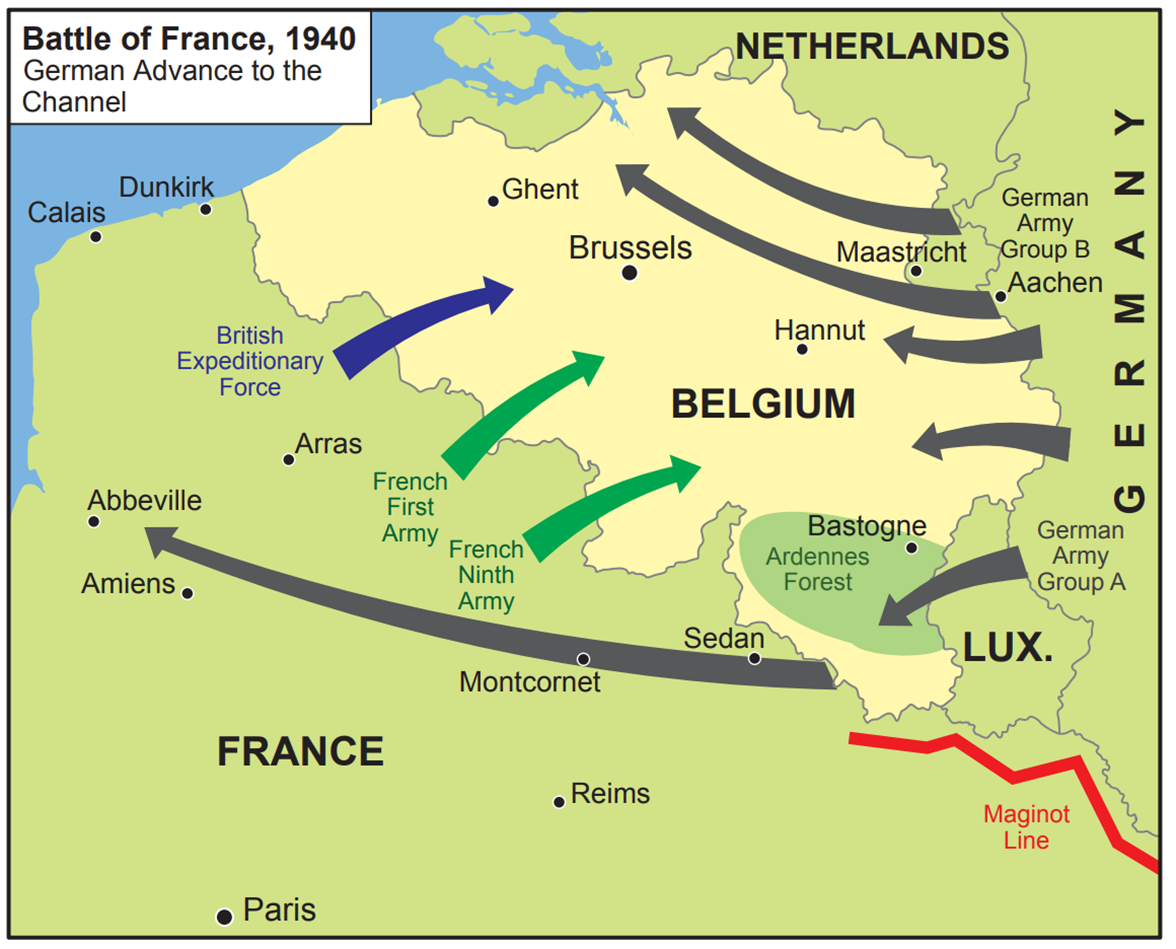 Battle of France, 1940
German Advance to the
Channel
NETHERLANDS
GERMANY
Dunkirk
Calais
Ghent
Brussels
Maastricht
German
Army
Group B
Aachen
Hannut
British
Expeditionary
Force
BELGIUM
Arras
French
First
Army
Abbeville
Bastogne
Ardennes
Forest
German
Army
Group A
French
Ninth
Army
Amiens
Sedan
LUX.
Montcornet
FRANCE
Reims
Maginot
Line
Paris